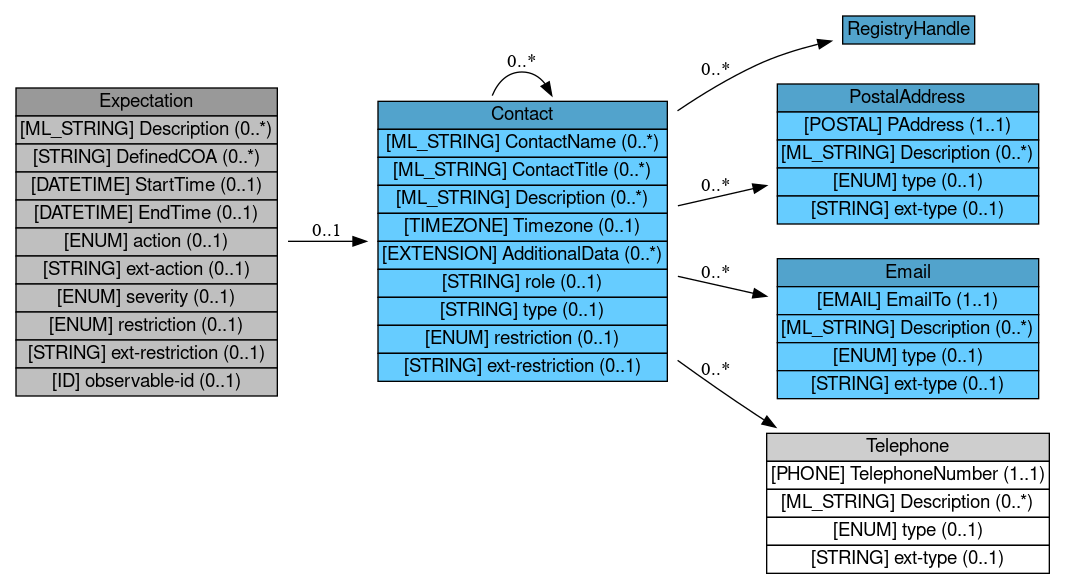 Expectation
[ML_STRING] Description (0..*)
[STRING] DefinedCOA (0..*)
[DATETIME] StartTime (0..1)
[DATETIME] EndTime (0..1)
[ENUM] action (0..1)
[STRING] ext-action (0..1)
[ENUM] severity (0..1)
[ENUM] restriction (0..1)
[STRING] ext-restriction (0..1)
[ID] observable-id (0..1)
0..1
0..*
Contact
[ML_STRING] ContactName (0..*)
[ML_STRING] ContactTitle (0..*)
[ML_STRING] Description (0..*)
[TIMEZONE] Timezone (0..1)
[EXTENSION] AdditionalData (0..*)
[STRING] role (0..1)
[STRING] type (0..1)
[ENUM] restriction (0..1)
[STRING] ext-restriction (0..1)
0..*
RegistryHandle
0..*
PostalAddress
[POSTAL] PAddress (1..1)
[ML_STRING] Description (0..*)
[ENUM] type (0..1)
[STRING] ext-type (0..1)
0..*
Email
[EMAIL] EmailTo (1..1)
[ML_STRING] Description (0..*)
[ENUM] type (0..1)
[STRING] ext-type (0..1)
0..*
Telephone
[PHONE] TelephoneNumber (1..1)
[ML_STRING] Description (0..*)
[ENUM] type (0..1)
[STRING] ext-type (0..1)